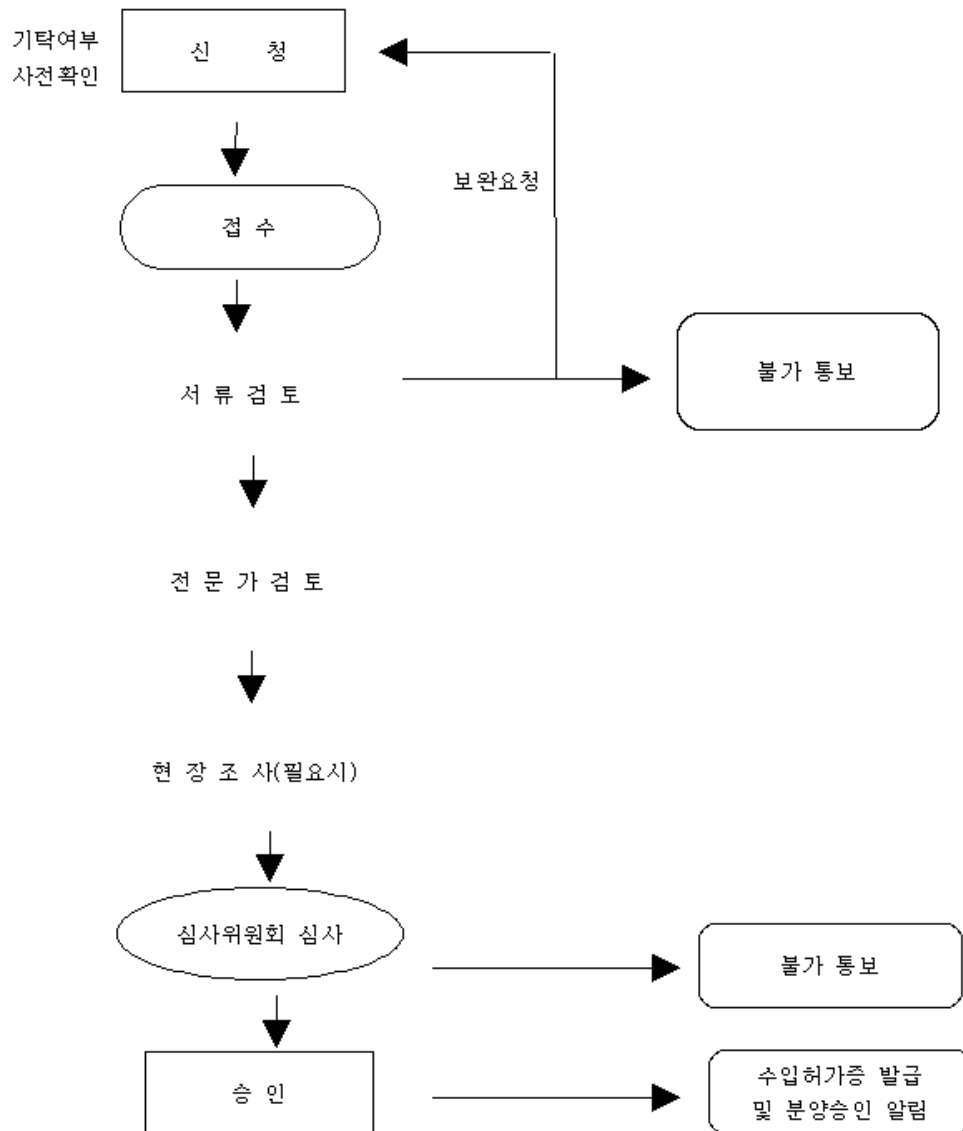 기탁여부
사전확인
신 청
접 수
보완요청
서 류 검 토
불가 통보
전 문 가 검 토
현 장 조 사(필요시)
심사위원회 심사
불가 통보
승 인
수입허가증 발급
및 분양승인 알림